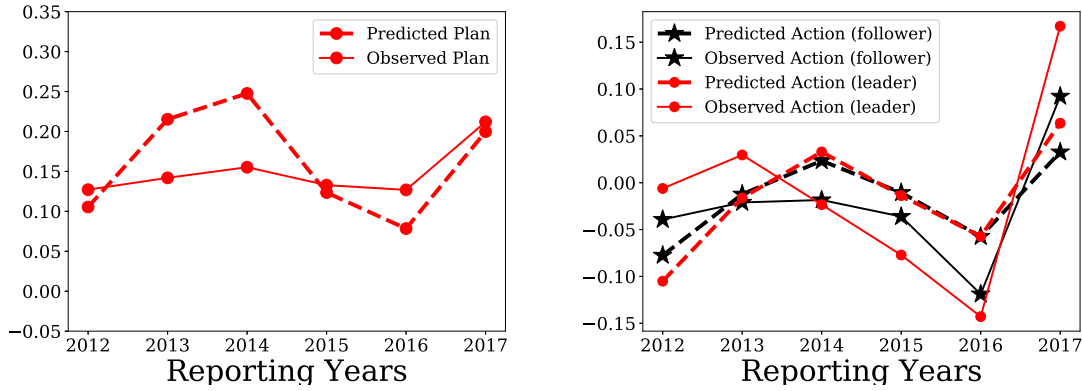 0.35
0.30
0.25
0.20
0.15
0.10
0.05
0.00
−0.05
Predicted Plan
Observed Plan
2012 2013 2014 2015 2016 2017
Reporting Years
0.15
0.10
0.05
0.00
−0.05
−0.10
−0.15
Predicted Action (follower)
Observed Action (follower)
Predicted Action (leader)
Observed Action (leader)
2012 2013 2014 2015 2016 2017
Reporting Years